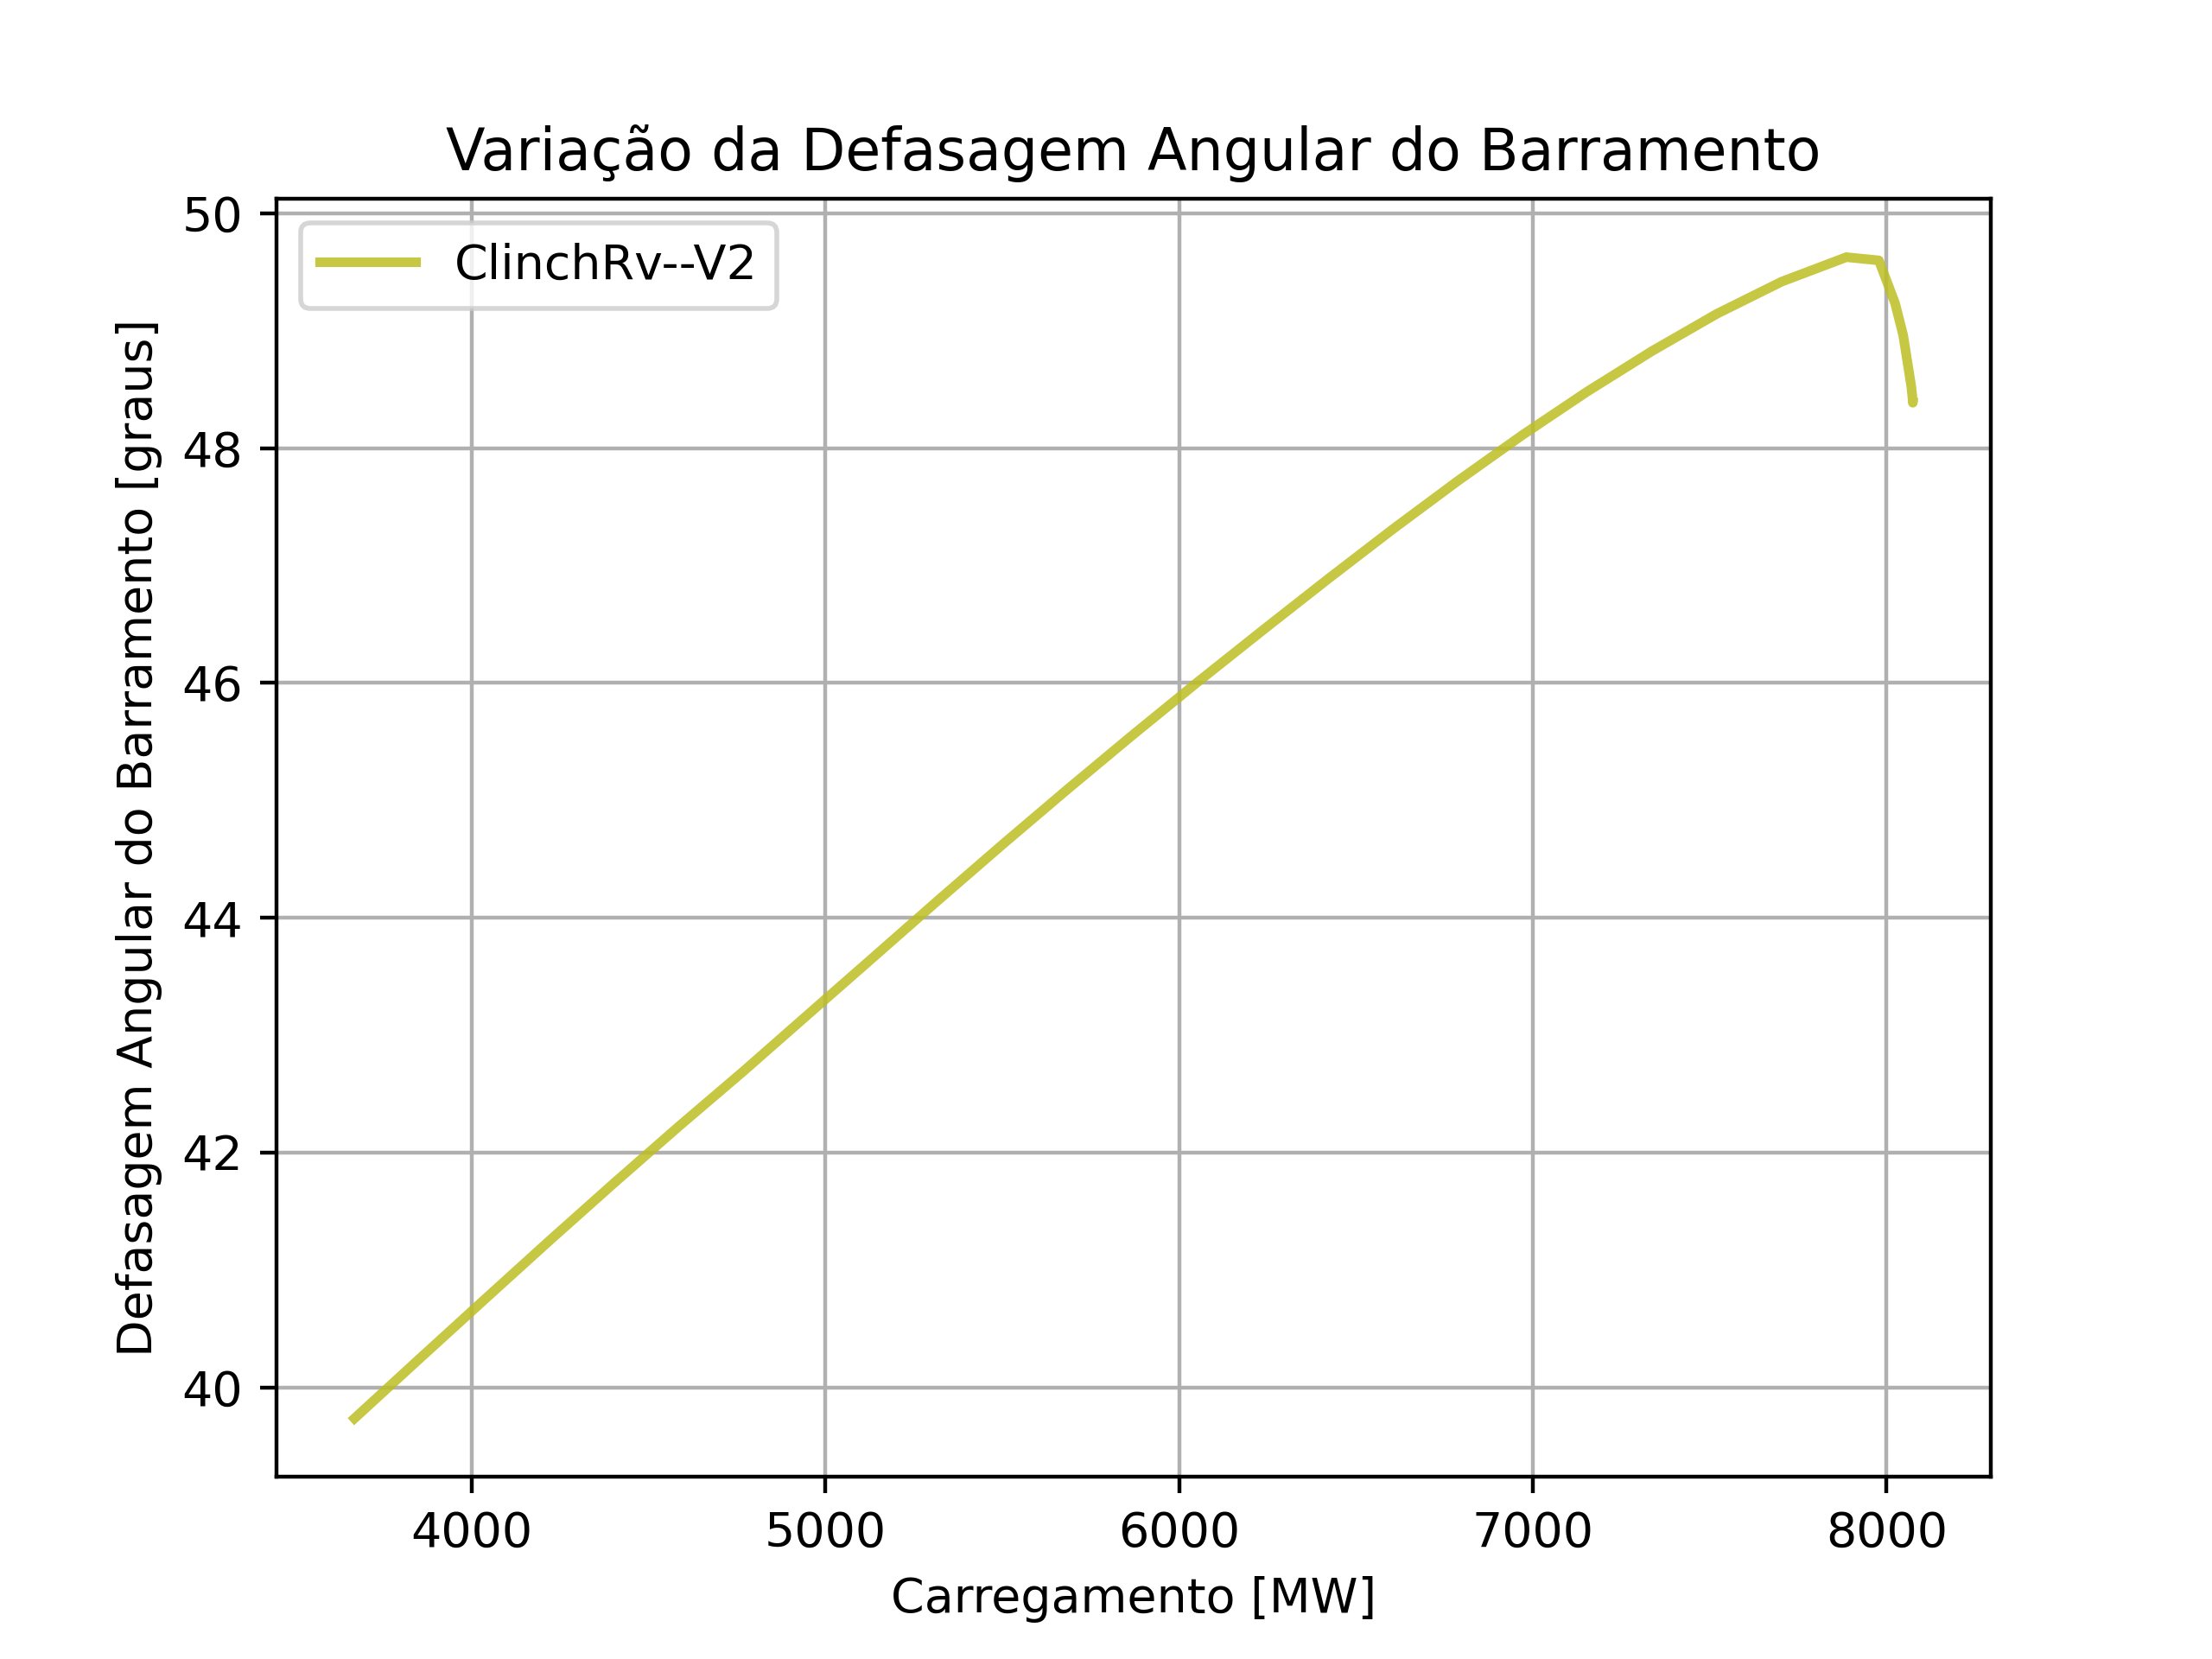 Variação da Defasagem Angular do Barramento
ClinchRv--V2
Defasagem Angular do Barramento [graus]
50
48
46
44
42
40
4000 5000 6000 7000 8000
Carregamento [MW]